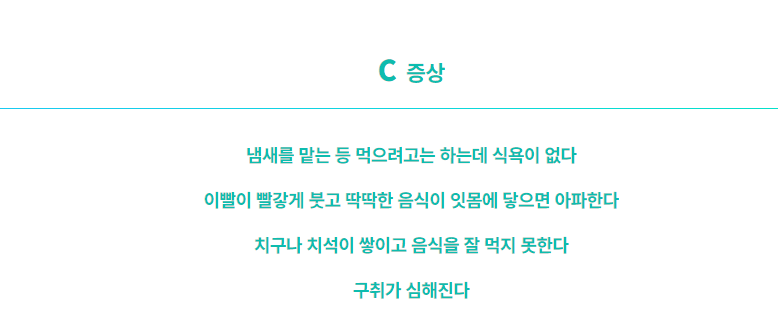 C 증상
냄새를 맡는 등 먹으려고는 하는데 식욕이 없다
이빨이 빨갛게 붓고 딱딱한 음식이 잇몸에 닿으면 아파한다
치구나 치석이 쌓이고 음식을 잘 먹지 못한다
구취가 심해진다